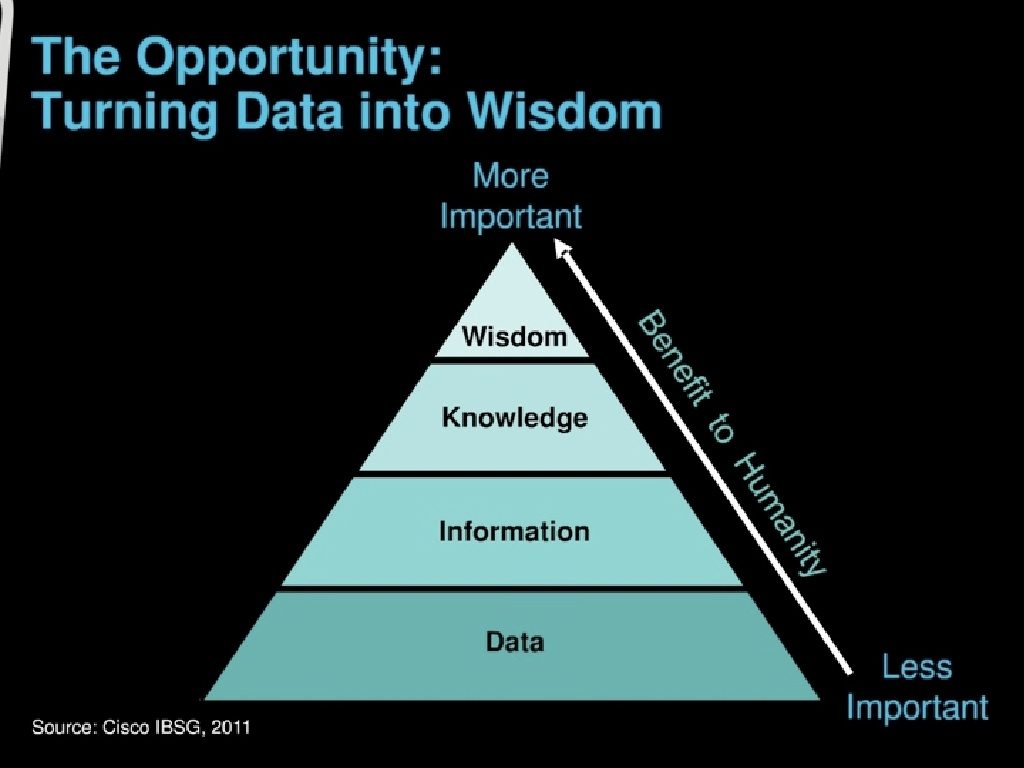 The Opportunity:
Turning Data into Wisdom
More
Important
Wisdom
Knowledge
Information
Data
Benefit to Humanity
Less
Important
Source: Cisco IBSG, 2011